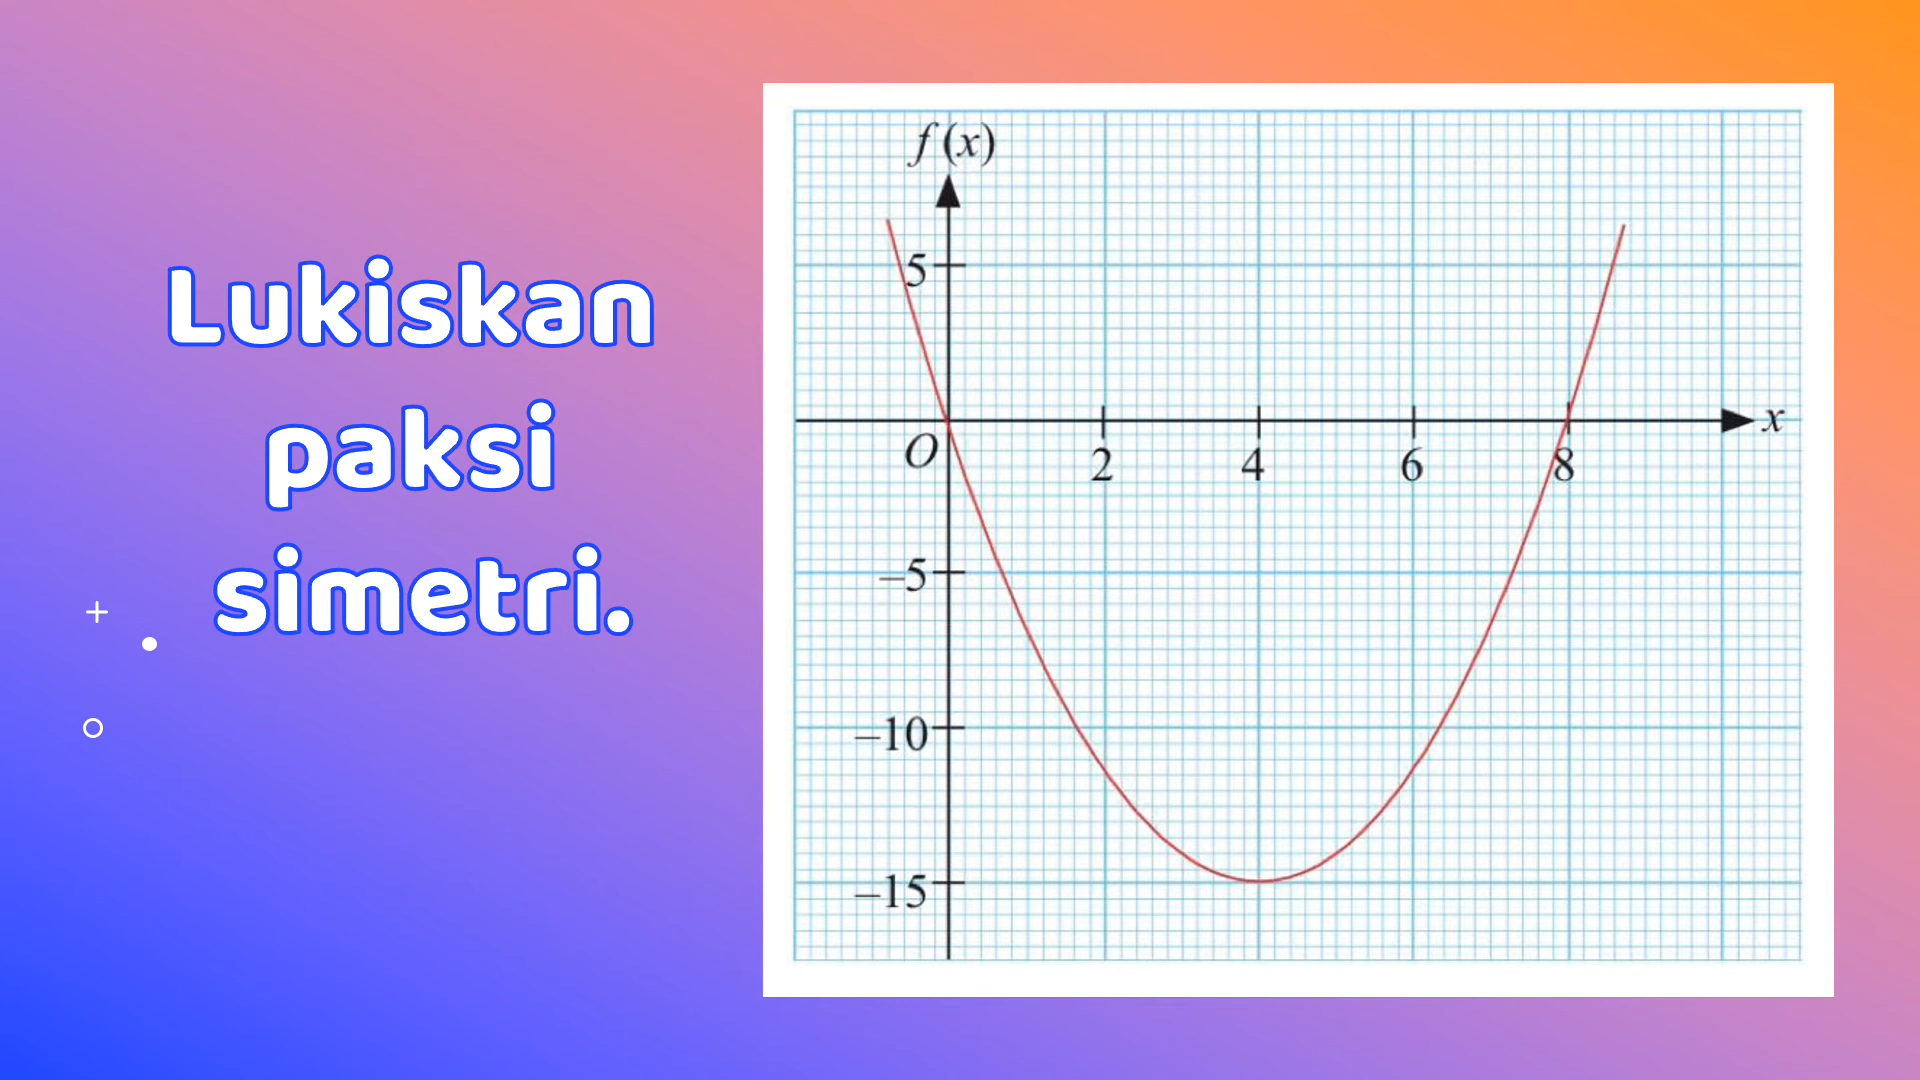 Lukiskan
paksi
simetri.
f (x)
5
O
2
4
6
8
x
–5
–10
–15